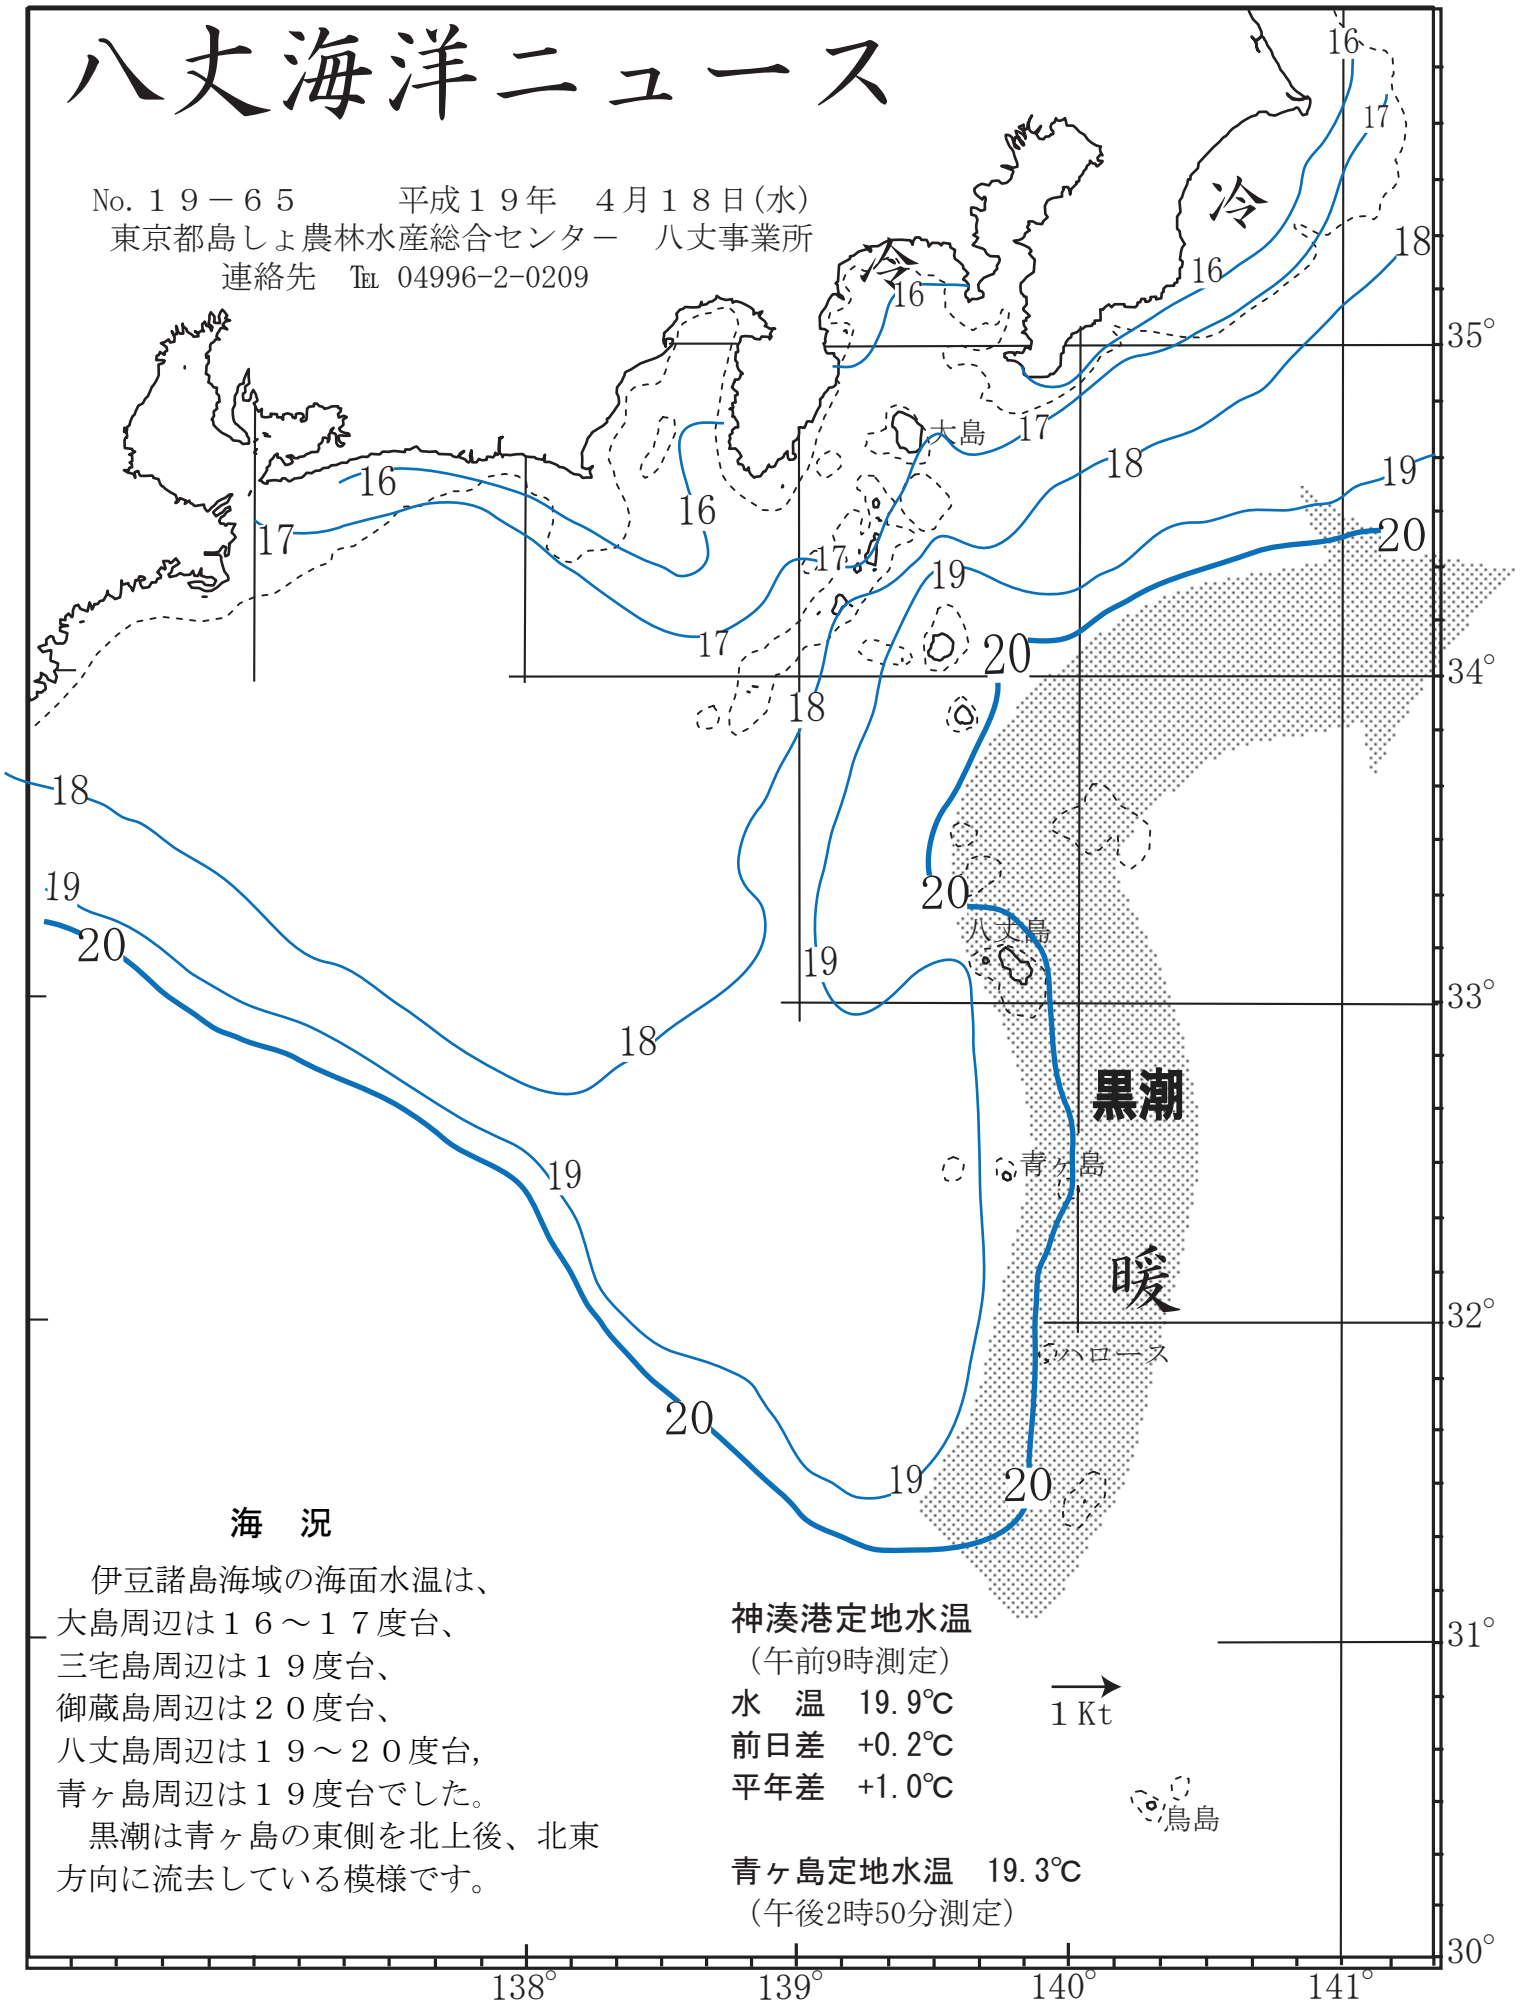 八丈海洋ニュース
No.１９－６５　　　平成１９年　４月１８日(水)
東京都島しょ農林水産総合センター　八丈事業所
連絡先　℡ 04996-2-0209
16
17
冷
18
冷
16
16
35°
大島
17
18
19
16
16
17
20
17
19
17
20
34°
18
18
19
20
20
八丈島
19
33°
18
黒潮
青ヶ島
19
暖
32°
ハロース
20
19
20
海　況
伊豆諸島海域の海面水温は、
大島周辺は１６～１７度台、
三宅島周辺は１９度台、
御蔵島周辺は２０度台、
八丈島周辺は１９～２０度台,
青ヶ島周辺は１９度台でした。
黒潮は青ヶ島の東側を北上後、北東
方向に流去している模様です。
神湊港定地水温
（午前9時測定）
水　温　19.9℃
前日差　+0.2℃
平年差　+1.0℃
青ヶ島定地水温　19.3℃
（午後2時50分測定）
31°
1 Kt
鳥島
30°
138°
139°
140°
141°